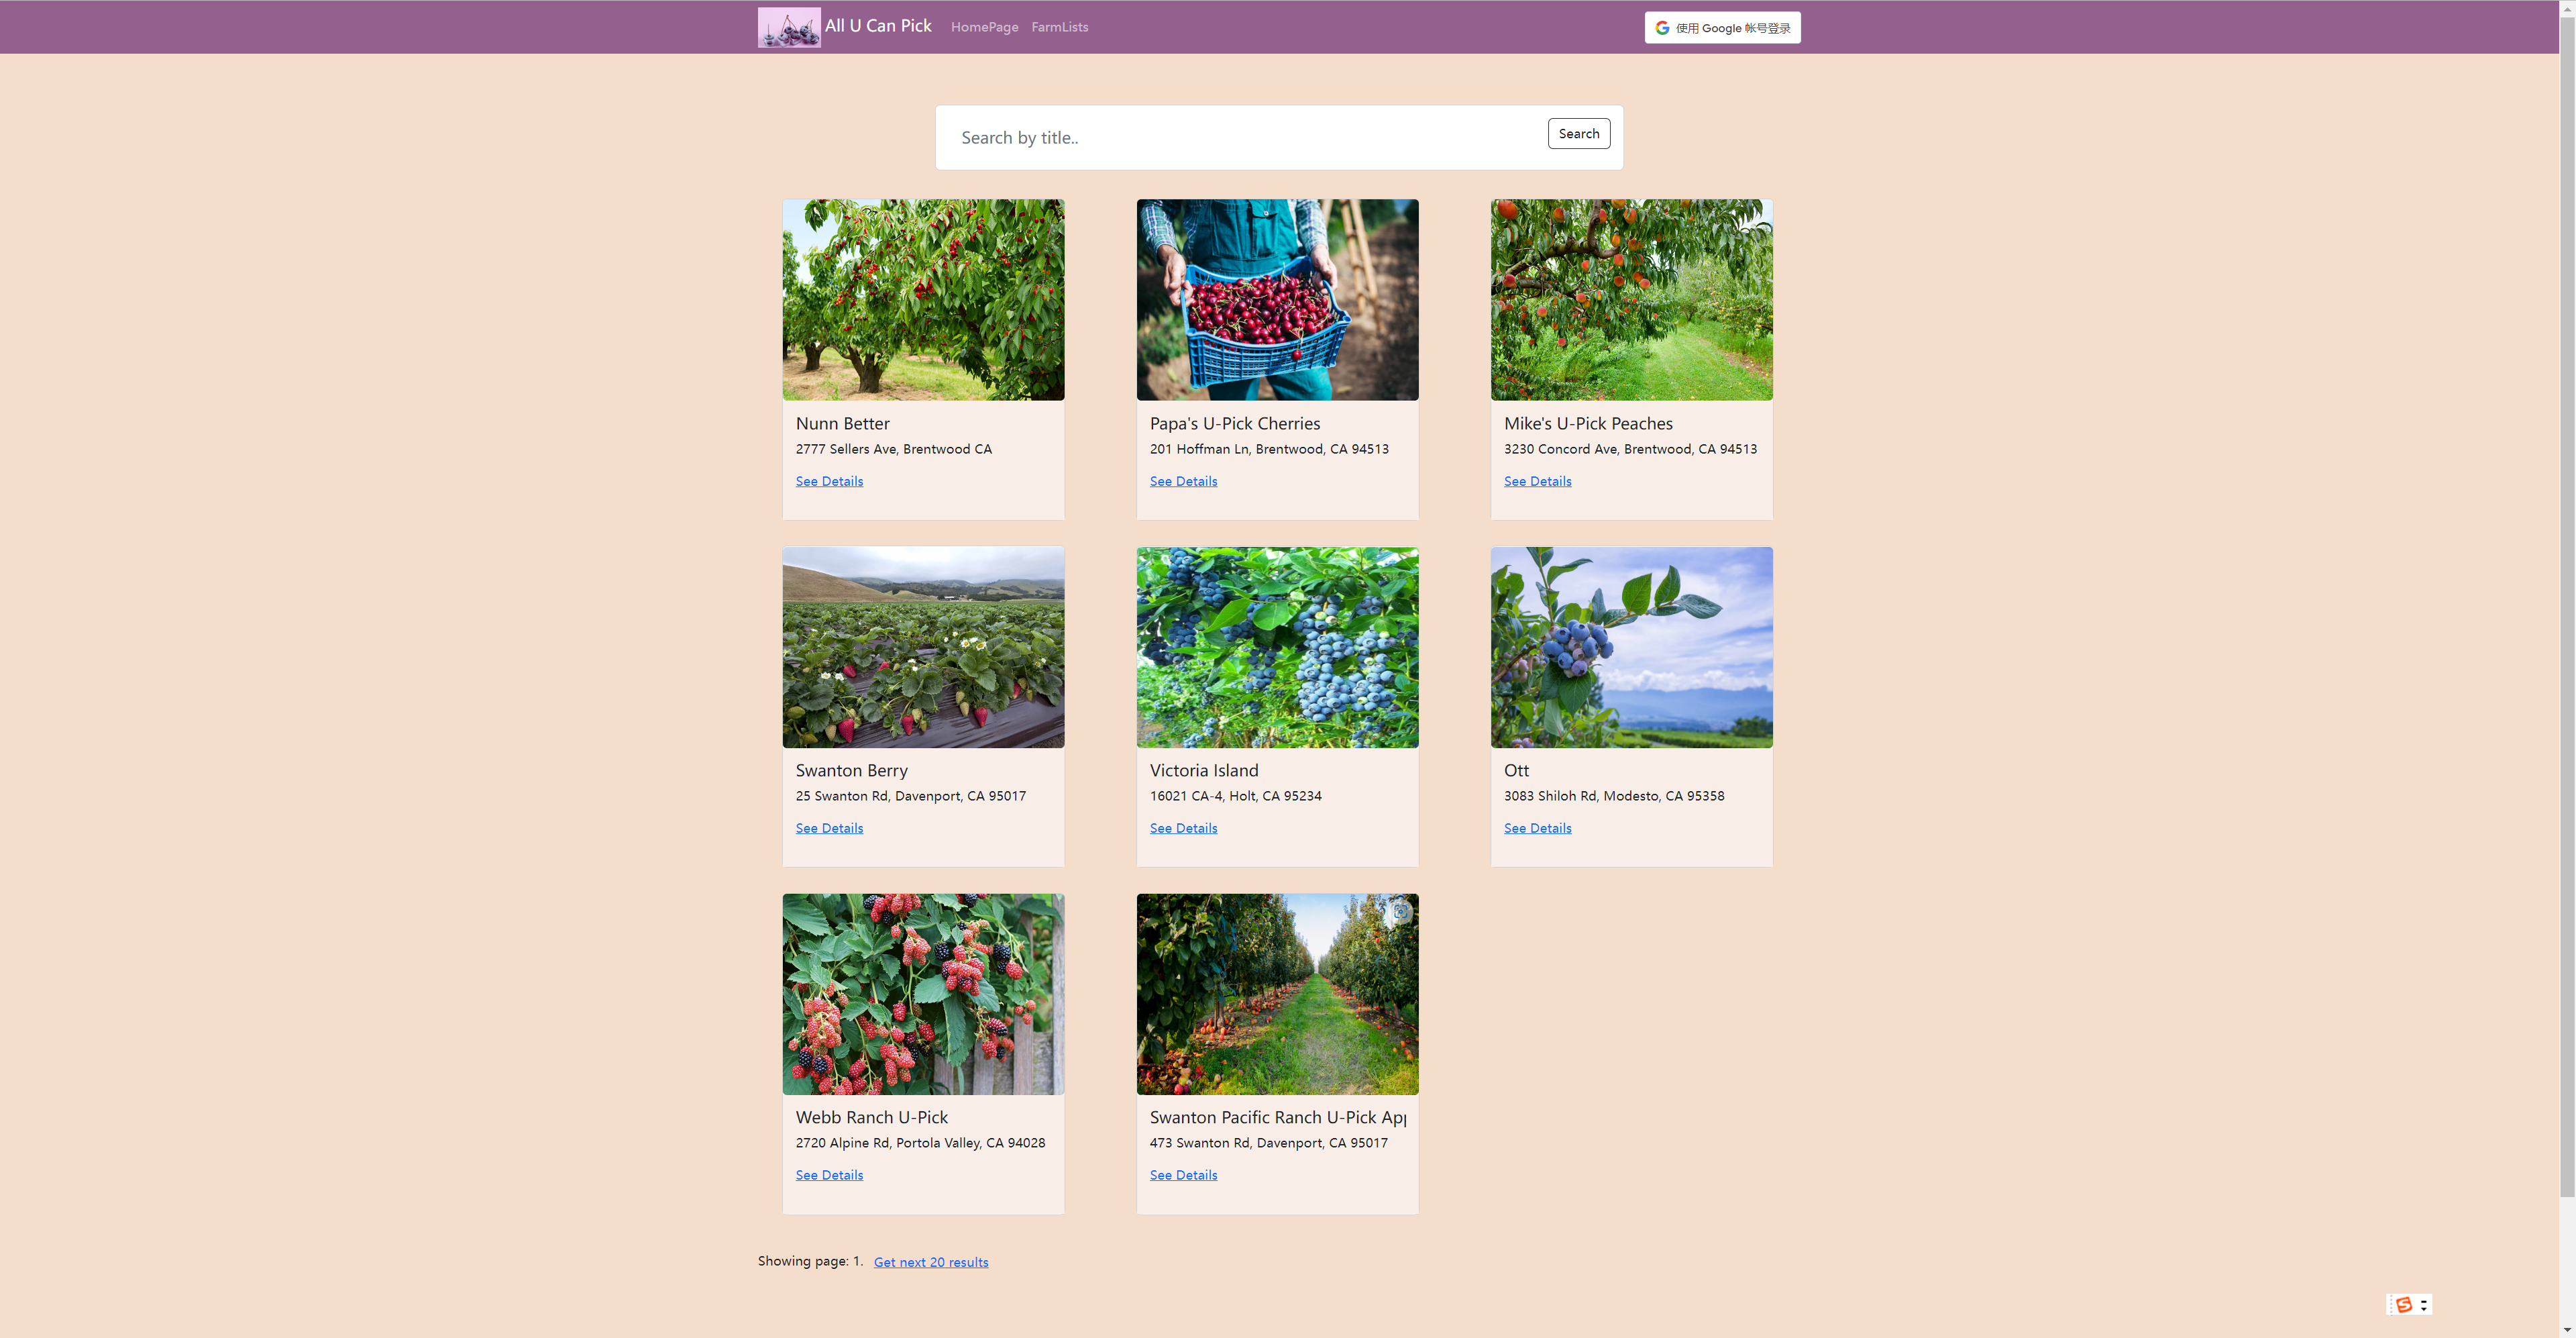 All U Can Pick
HomePage
FarmLists
使用 Google 帐号登录
Search by title..
Search
Nunn Better
2777 Sellers Ave, Brentwood CA
See Details
Papa's U-Pick Cherries
201 Hoffman Ln, Brentwood, CA 94513
See Details
Mike's U-Pick Peaches
3230 Concord Ave, Brentwood, CA 94513
See Details
Swanton Berry
25 Swanton Rd, Davenport, CA 95017
See Details
Victoria Island
16021 CA-4, Holt, CA 95234
See Details
Ott
3083 Shiloh Rd, Modesto, CA 95358
See Details
Webb Ranch U-Pick
2720 Alpine Rd, Portola Valley, CA 94028
See Details
Swanton Pacific Ranch U-Pick App
473 Swanton Rd, Davenport, CA 95017
See Details
Showing page: 1.
Get next 20 results